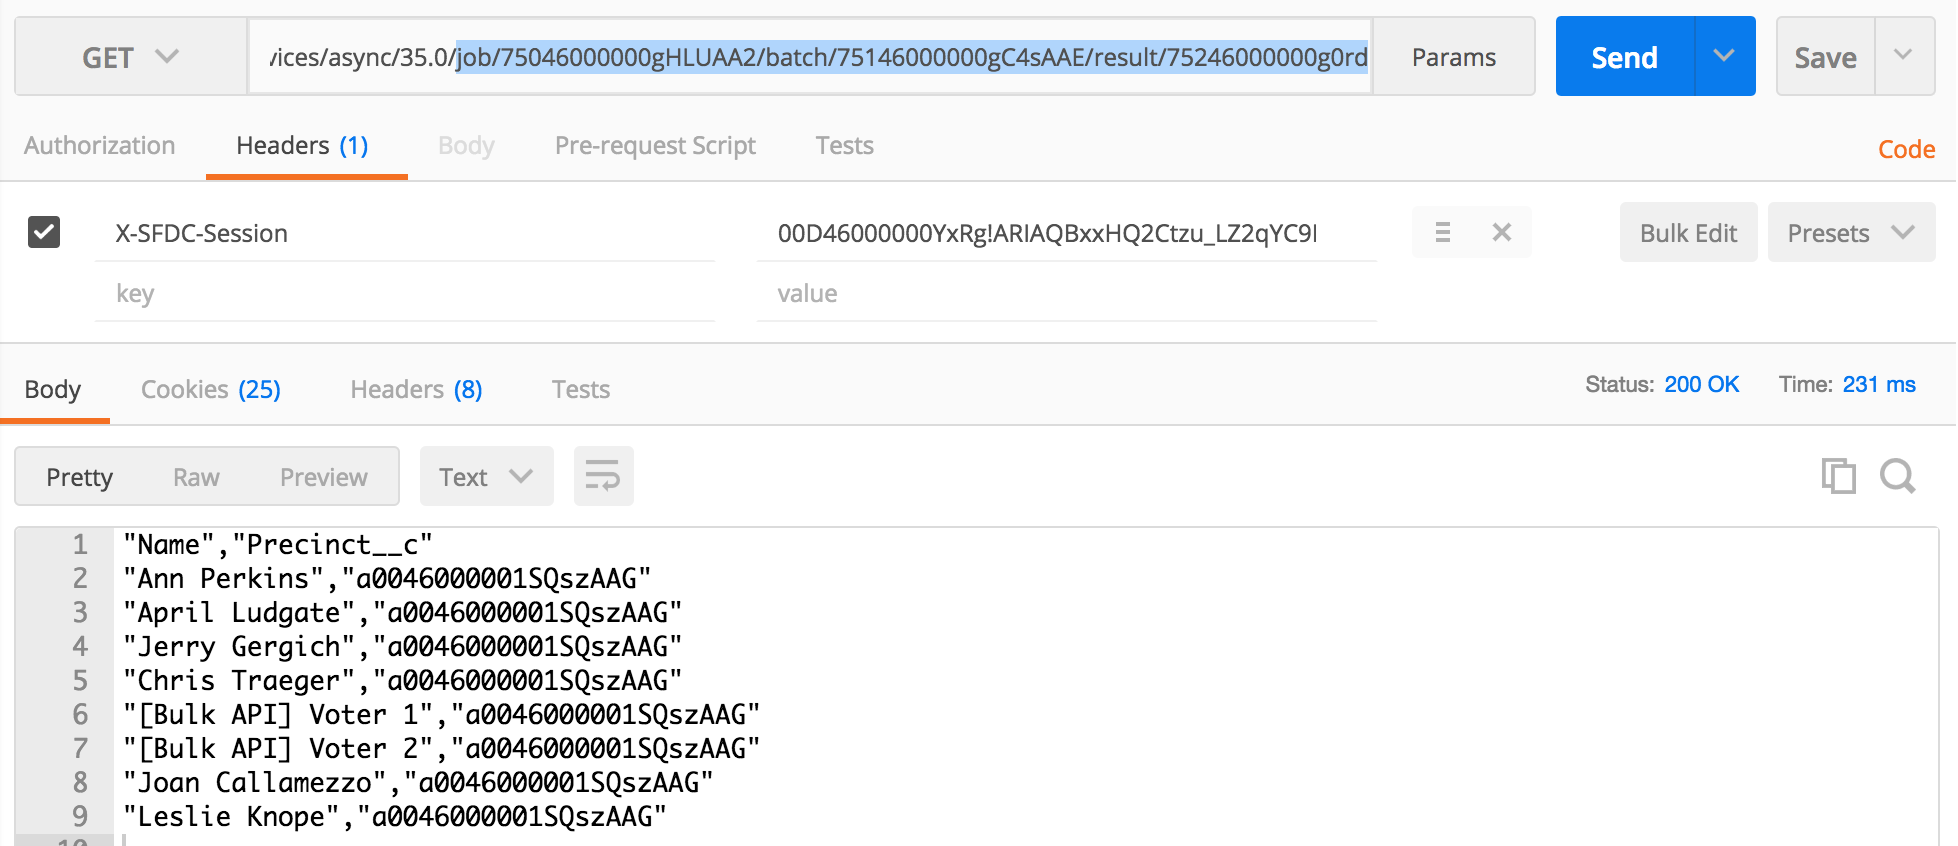 GET /ices/async/35.0/job/75046000000gHLUAA2/batch/75146000000gC4sAAE/result/75246000000g0rd Params Send Save
Authorization Headers (1) Body Pre-request Script Tests Code
X-SFDC-Session 00D46000000YxRg!ARIAQBxxHQ2Ctzu_LZ2qYC9I Bulk Edit Presets
key value
Body Cookies (25) Headers (8) Tests Status: 200 OK Time: 231 ms
Pretty Raw Preview Text
1 "Name","Precinct__c"
2 "Ann Perkins","a0046000001SQszAAG"
3 "April Ludgate","a0046000001SQszAAG"
4 "Jerry Gergich","a0046000001SQszAAG"
5 "Chris Traeger","a0046000001SQszAAG"
6 "[Bulk API] Voter 1","a0046000001SQszAAG"
7 "[Bulk API] Voter 2","a0046000001SQszAAG"
8 "Joan Callamezzo","a0046000001SQszAAG"
9 "Leslie Knope","a0046000001SQszAAG"
10